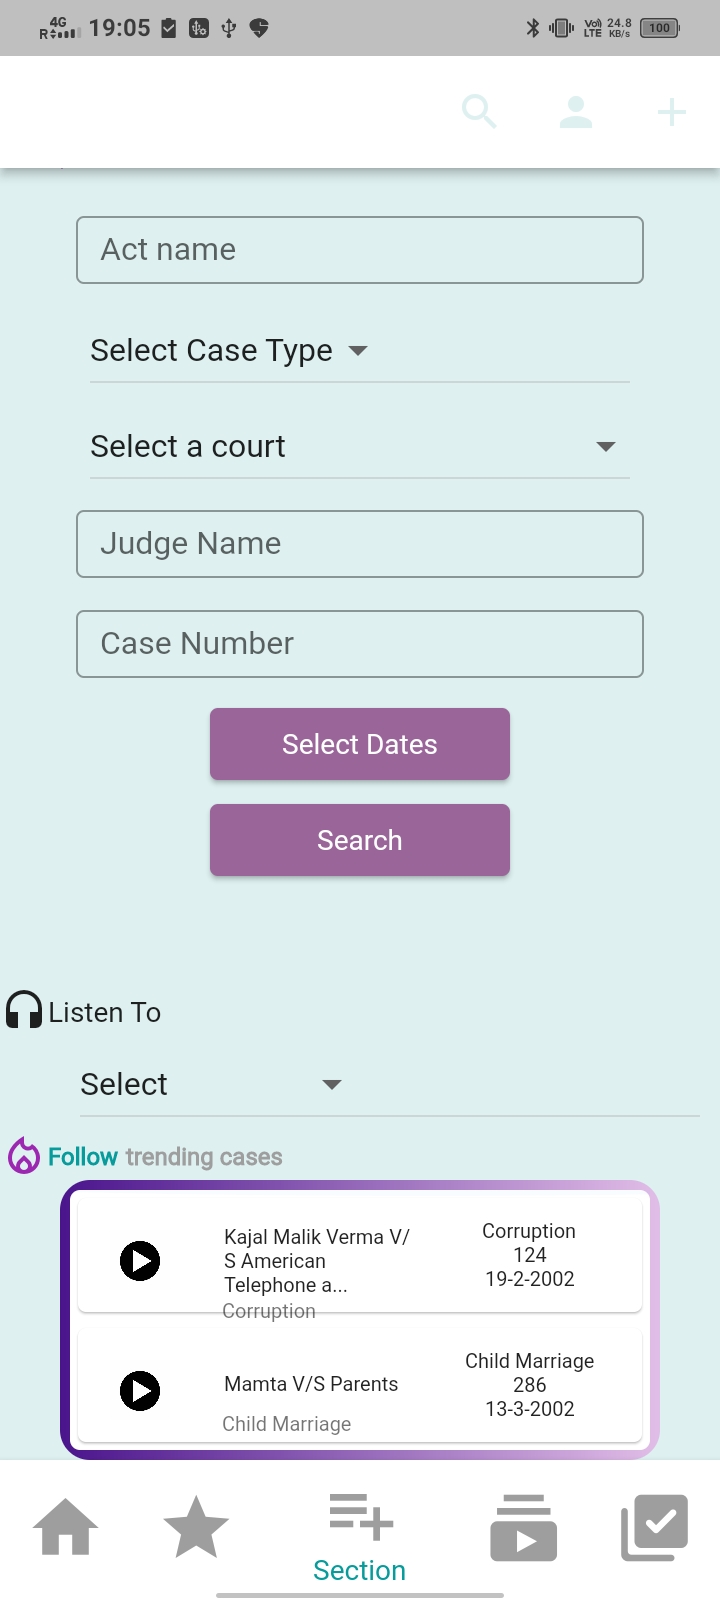 4G
R
19:05
Vo)) LTE
24.8 KB/s
100
Act name
Select Case Type
Select a court
Judge Name
Case Number
Select Dates
Search
Listen To
Select
Follow trending cases
Kajal Malik Verma V/
S American
Telephone a...
Corruption
Corruption
124
19-2-2002
Mamta V/S Parents
Child Marriage
Child Marriage
286
13-3-2002
Section